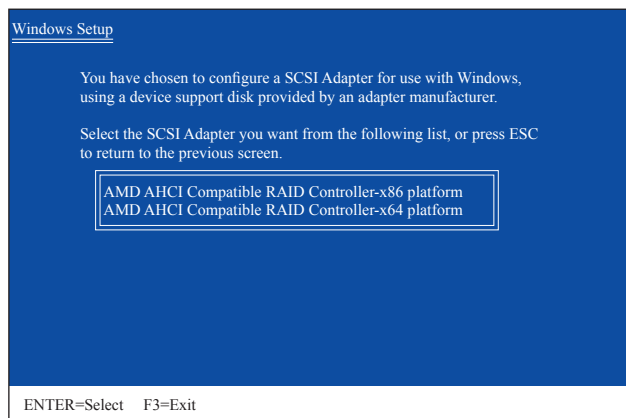 Windows Setup
You have chosen to configure a SCSI Adapter for use with Windows,
using a device support disk provided by an adapter manufacturer.
Select the SCSI Adapter you want from the following list, or press ESC
to return to the previous screen.
AMD AHCI Compatible RAID Controller-x86 platform
AMD AHCI Compatible RAID Controller-x64 platform
ENTER=Select F3=Exit